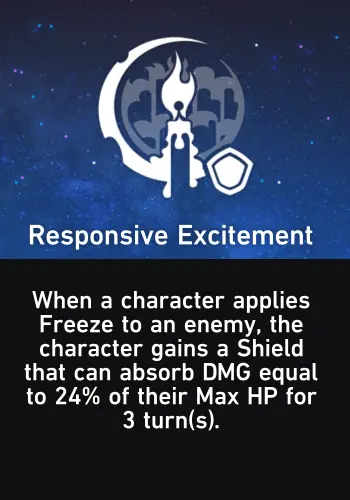 Responsive Excitement
When a character applies
Freeze to an enemy, the
character gains a Shield
that can absorb DMG equal
to 24% of their Max HP for
3 turn(s).